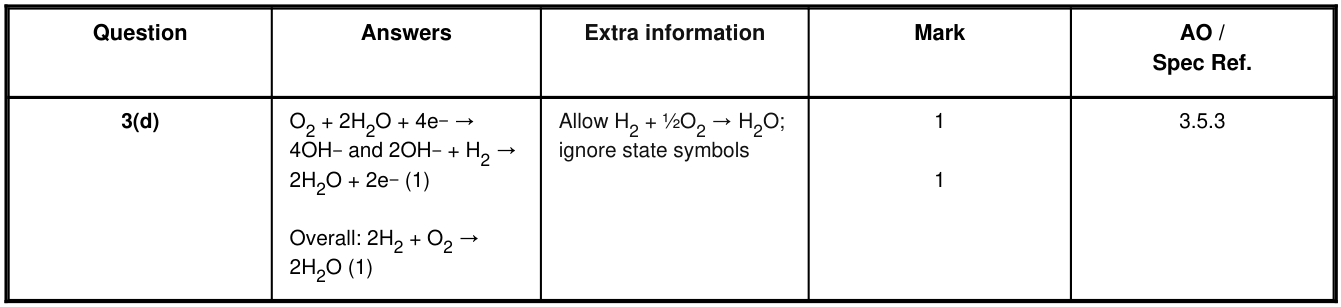 Question Answers Extra information Mark AO /
Spec Ref.
3(d) O₂ + 2H₂O + 4e− → Allow H₂ + ½O₂ → H₂O; 1 3.5.3
4OH− and 2OH− + H₂ → ignore state symbols
2H₂O + 2e− (1) 1
Overall: 2H₂ + O₂ →
2H₂O (1)